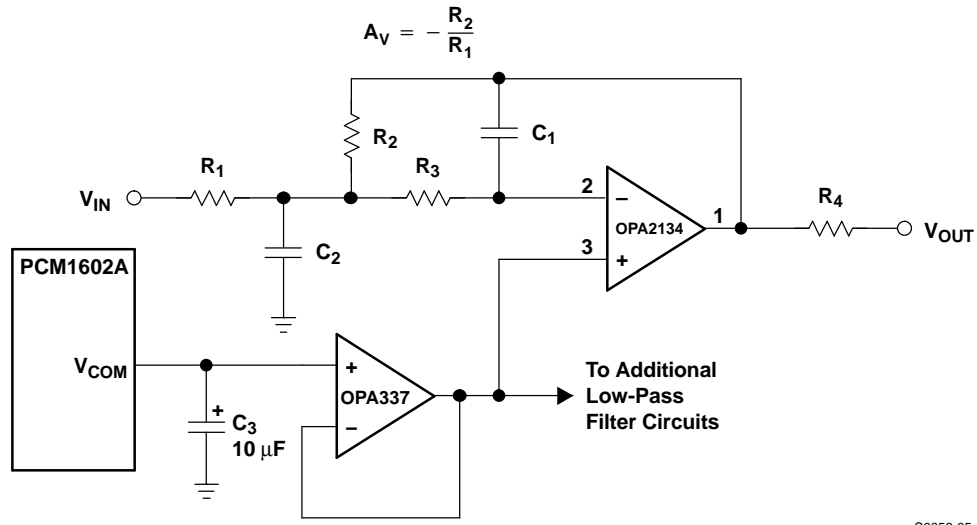 A_V = − R_2 / R_1
R_2
C_1
R_1
R_3
V_IN
2
−
OPA2134
1
R_4
V_OUT
3
+
C_2
PCM1602A
V_COM
+
OPA337
−
To Additional
Low-Pass
Filter Circuits
+
C_3
10 μF